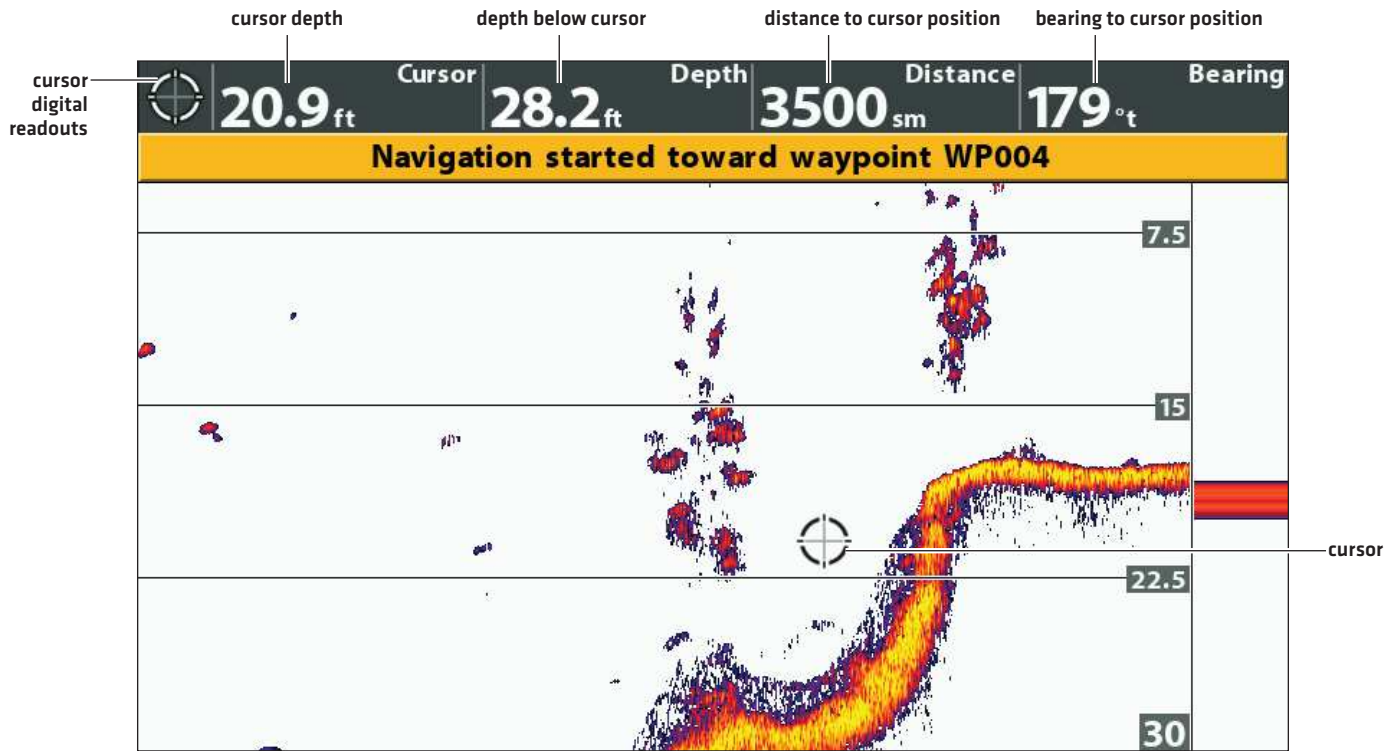 cursor depth
depth below cursor
distance to cursor position
bearing to cursor position
cursor
digital
readouts
Cursor
20.9 ft
Depth
28.2 ft
Distance
3500 sm
Bearing
179 °t
Navigation started toward waypoint WP004
7.5
15
cursor
22.5
30